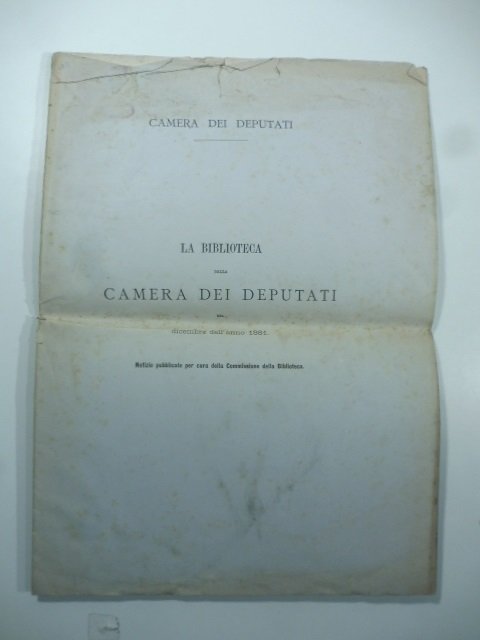 CAMERA DEI DEPUTATI
LA BIBLIOTECA
DELLA
CAMERA DEI DEPUTATI
NEL
dicembre dell'anno 1881.
Notizie pubblicate per cura della Commissione della Biblioteca.